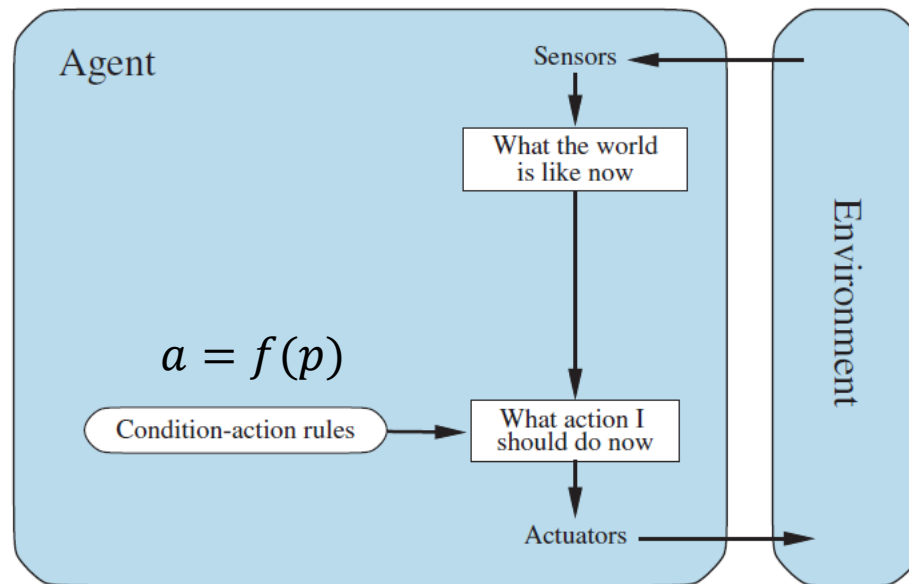 Agent
Sensors
What the world
is like now
Environment
a = f(p)
Condition-action rules
What action I
should do now
Actuators